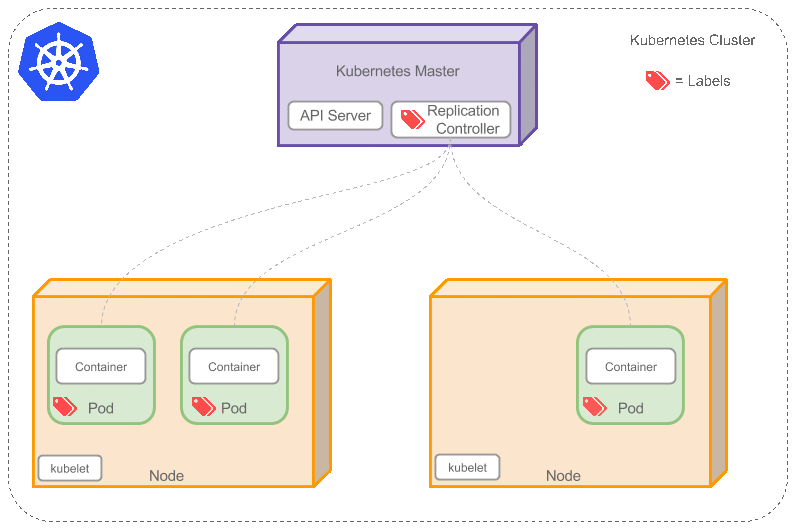 Kubernetes Cluster
= Labels
Kubernetes Master
API Server
Replication
Controller
Container
Pod
Container
Pod
kubelet
Node
Container
Pod
kubelet
Node